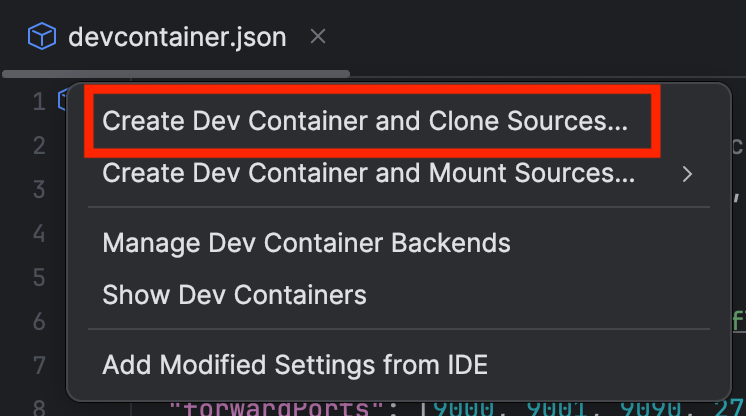 devcontainer.json
1
Create Dev Container and Clone Sources...
2
Create Dev Container and Mount Sources...
3
4
Manage Dev Container Backends
5
Show Dev Containers
6
7
Add Modified Settings from IDE
8 "forwardPorts": [9000, 9001, 9090, 27